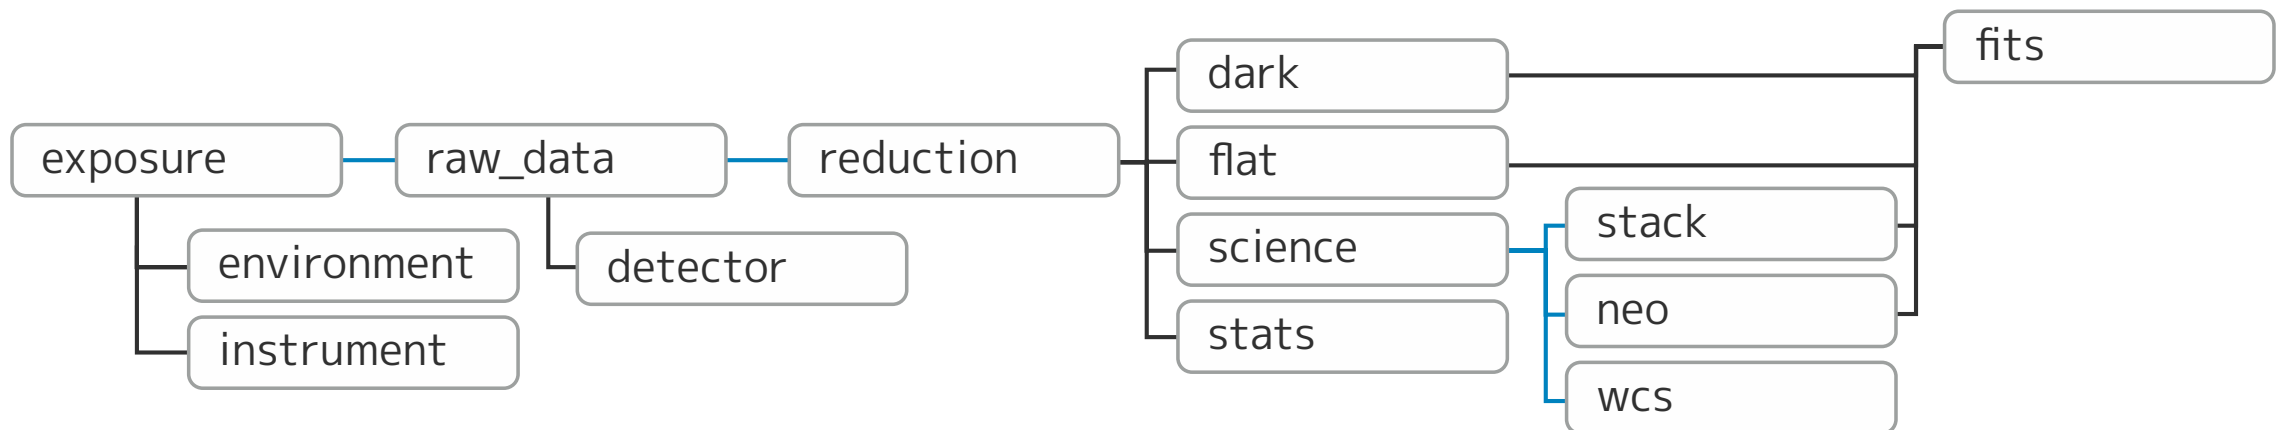 exposure
environment
instrument
raw_data
detector
reduction
dark
flat
science
stats
stack
neo
wcs
fits